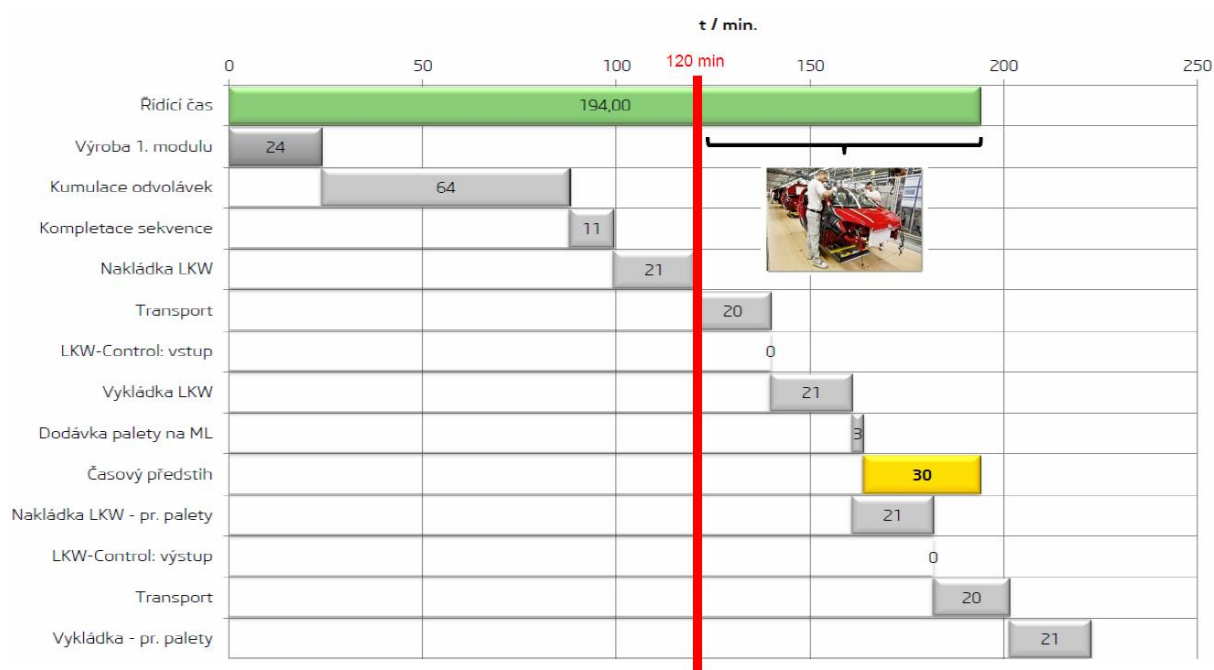 t / min.
120 min
0 50 100 150 200 250
Řídící čas 194,00
Výroba 1. modulu 24
Kumulace odvolávek 64
Kompletace sekvence 11
Nakládka LKW 21
Transport 20
LKW-Control: vstup 0
Vykládka LKW 21
Dodávka palety na ML 3
Časový předstih 30
Nakládka LKW - pr. palety 21
LKW-Control: výstup 0
Transport 20
Vykládka - pr. palety 21